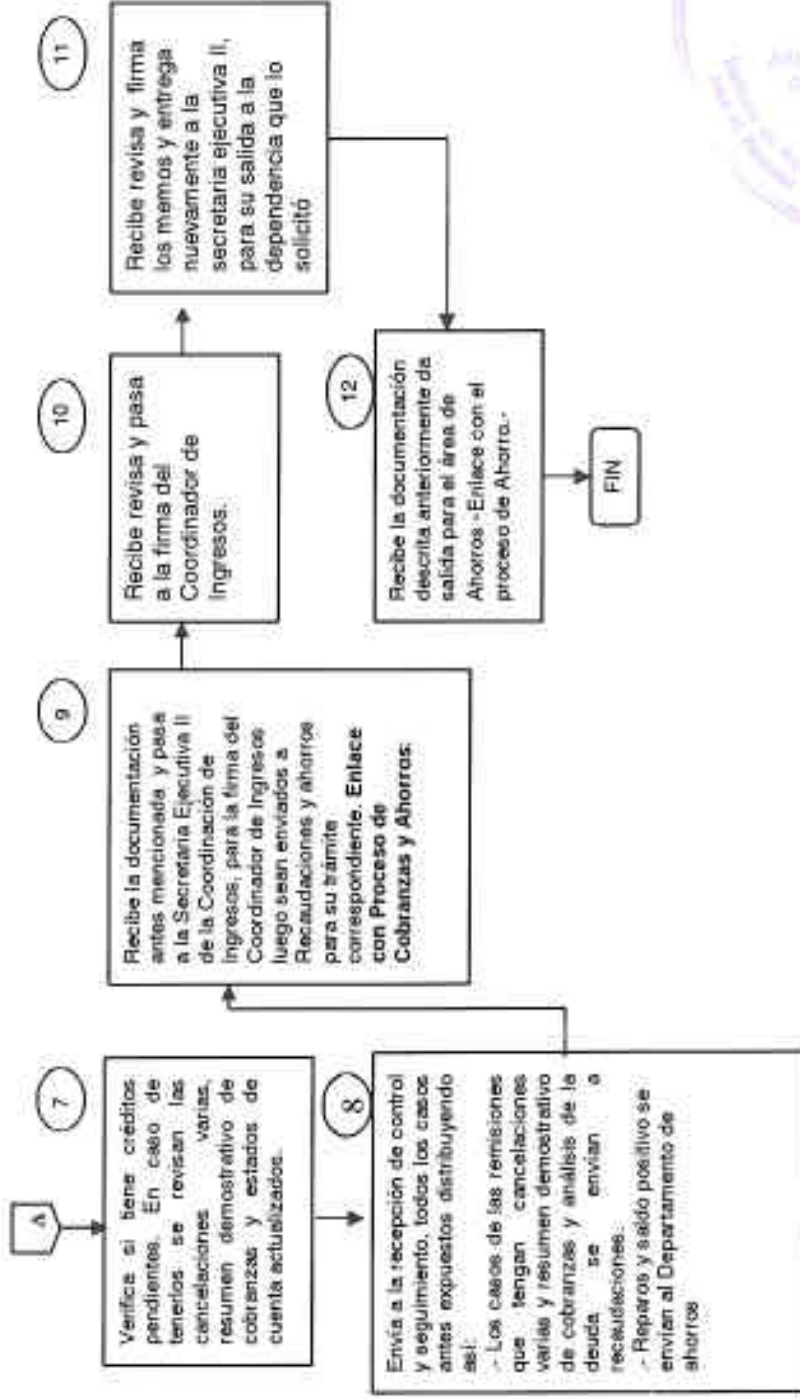 A
7
Verifica si tiene créditos
pendientes. En caso de
tenerlos se revisan las
cancelaciones varias,
resumen demostrativo de
cobranzas y estados de
cuenta actualizados.
8
Envía a la recepción de control
y seguimiento, todos los casos
antes expuestos distribuyendo
así:
.- Los casos de las remisiones
que tengan cancelaciones
varias y resumen demostrativo
de cobranzas y análisis de la
deuda se envían a
recaudaciones.
.- Reparos y saldo positivo se
envían al Departamento de
ahorros
9
Recibe la documentación
antes mencionada y pasa
a la Secretaria Ejecutiva II
de la Coordinación de
Ingresos, para la firma del
Coordinador de Ingresos
luego sean enviados a
Recaudaciones y ahorros
para su trámite
correspondiente. Enlace
con Proceso de
Cobranzas y Ahorros.
10
Recibe revisa y pasa
a la firma del
Coordinador de
Ingresos.
11
Recibe revisa y firma
los memos y entrega
nuevamente a la
secretaria ejecutiva II,
para su salida a la
dependencia que lo
solicitó
12
Recibe la documentación
descrita anteriormente da
salida para el área de
Ahorros - Enlace con el
proceso de Ahorro.-
FIN